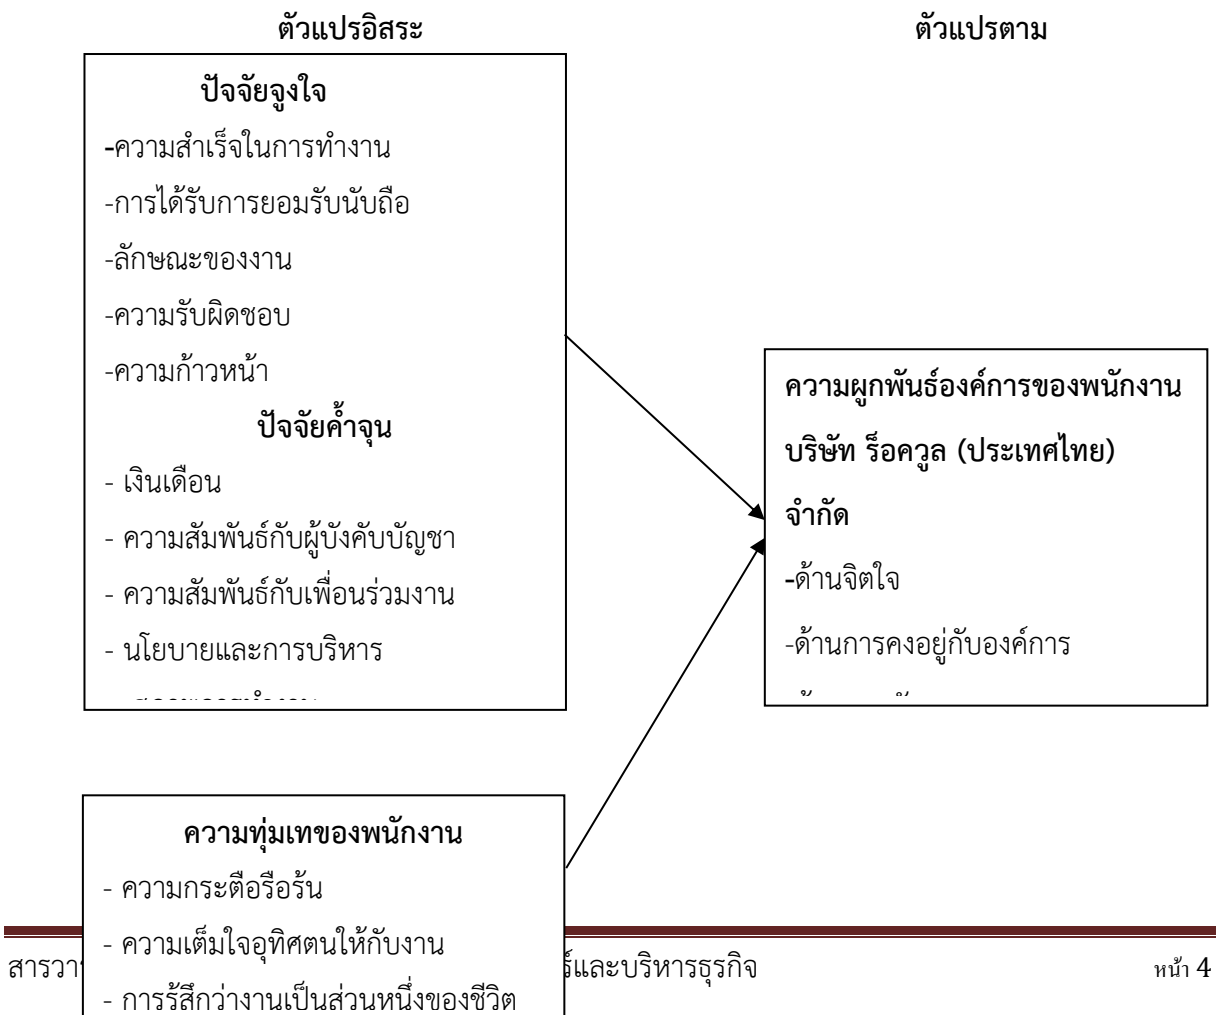 ตัวแปรอิสระ
ตัวแปรตาม
ปัจจัยจูงใจ
-ความสำเร็จในการทำงาน
-การได้รับการยอมรับนับถือ
-ลักษณะของงาน
-ความรับผิดชอบ
-ความก้าวหน้า
ปัจจัยค้ำจุน
- เงินเดือน
- ความสัมพันธ์กับผู้บังคับบัญชา
- ความสัมพันธ์กับเพื่อนร่วมงาน
- นโยบายและการบริหาร
ความผูกพันธ์องค์การของพนักงาน
บริษัท ร็อควูล (ประเทศไทย)
จำกัด
-ด้านจิตใจ
-ด้านการคงอยู่กับองค์การ
ความทุ่มเทของพนักงาน
- ความกระตือรือร้น
- ความเต็มใจอุทิศตนให้กับงาน
- การรู้สึกว่างานเป็นส่วนหนึ่งของชีวิต
และบริหารธุรกิจ
หน้า 4